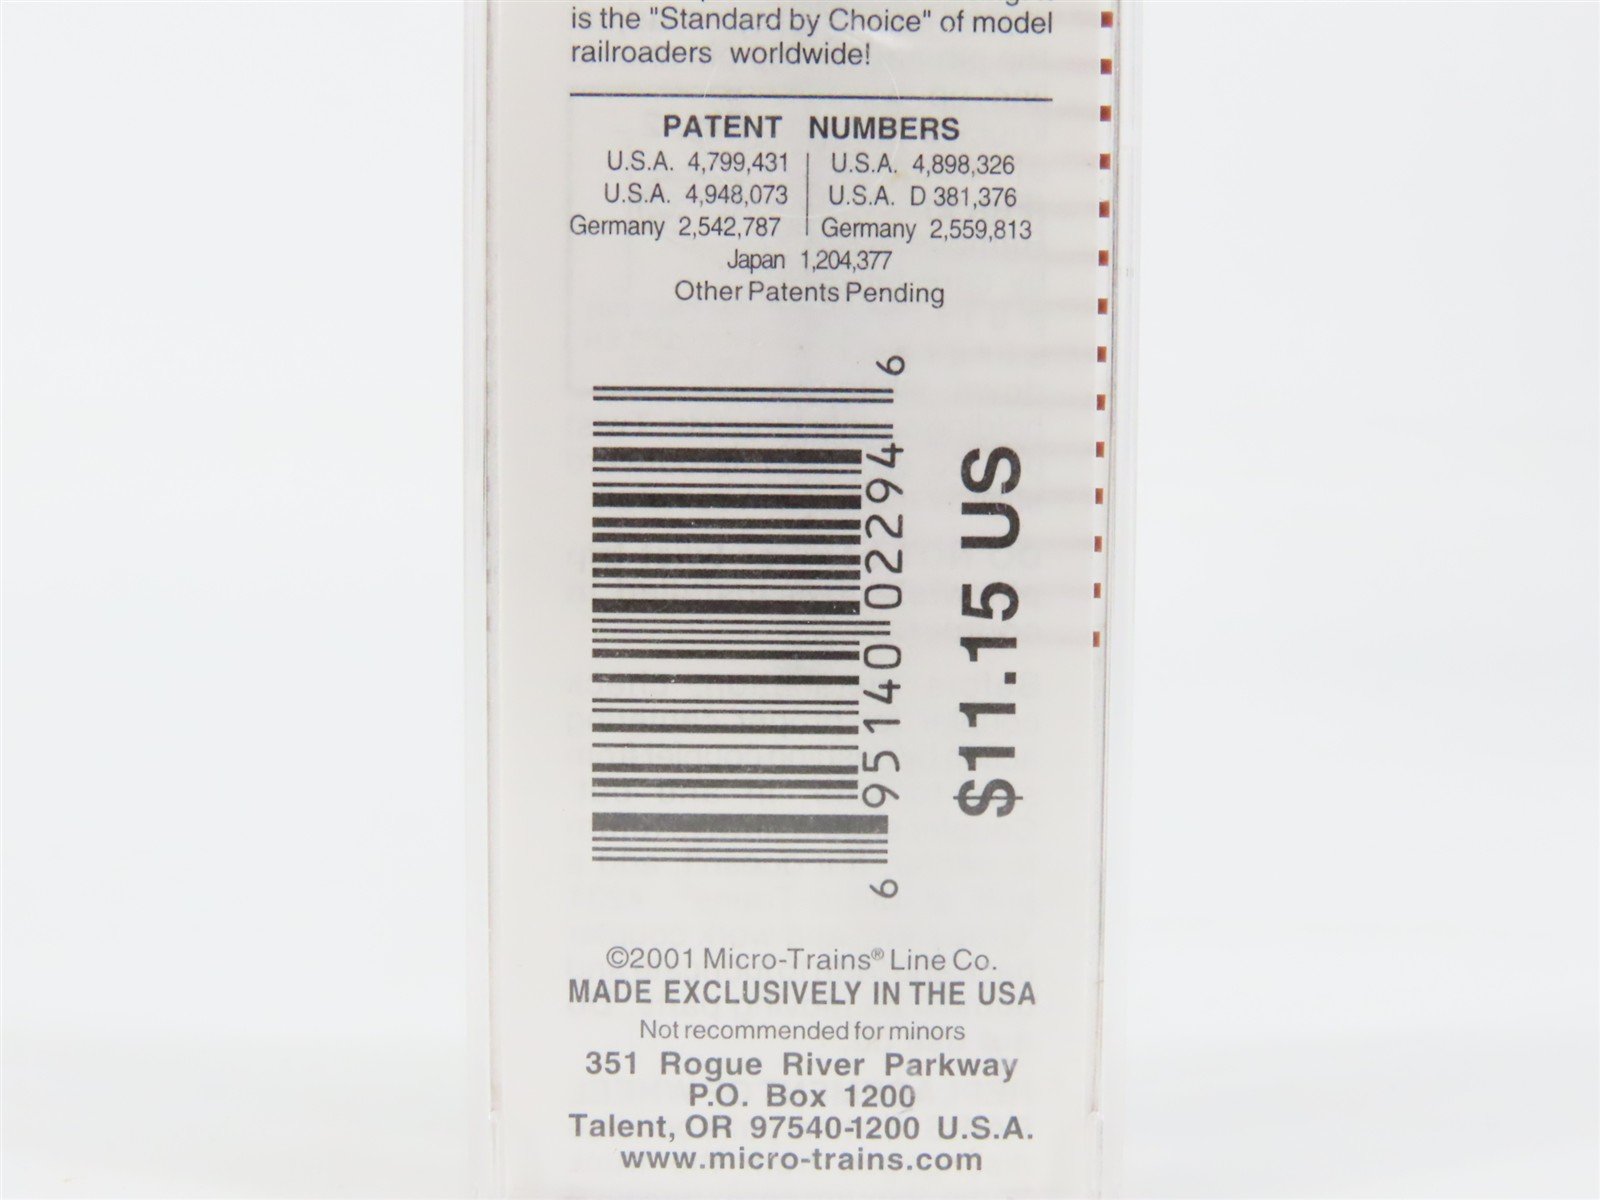 is the "Standard by Choice" of model
railroaders worldwide!
PATENT NUMBERS
U.S.A. 4,799,431 | U.S.A. 4,898,326
U.S.A. 4,948,073 | U.S.A. D 381,376
Germany 2,542,787 | Germany 2,559,813
Japan 1,204,377
Other Patents Pending
6 95140 02294 6
$11.15 US
©2001 Micro-Trains® Line Co.
MADE EXCLUSIVELY IN THE USA
Not recommended for minors
351 Rogue River Parkway
P.O. Box 1200
Talent, OR 97540-1200 U.S.A.
www.micro-trains.com